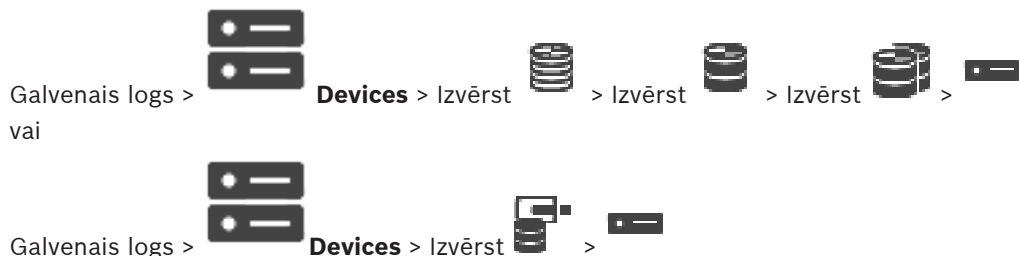 Galvenais logs > Devices > Izvērst > Izvērst > Izvērst >
vai
Galvenais logs > Devices > Izvērst >